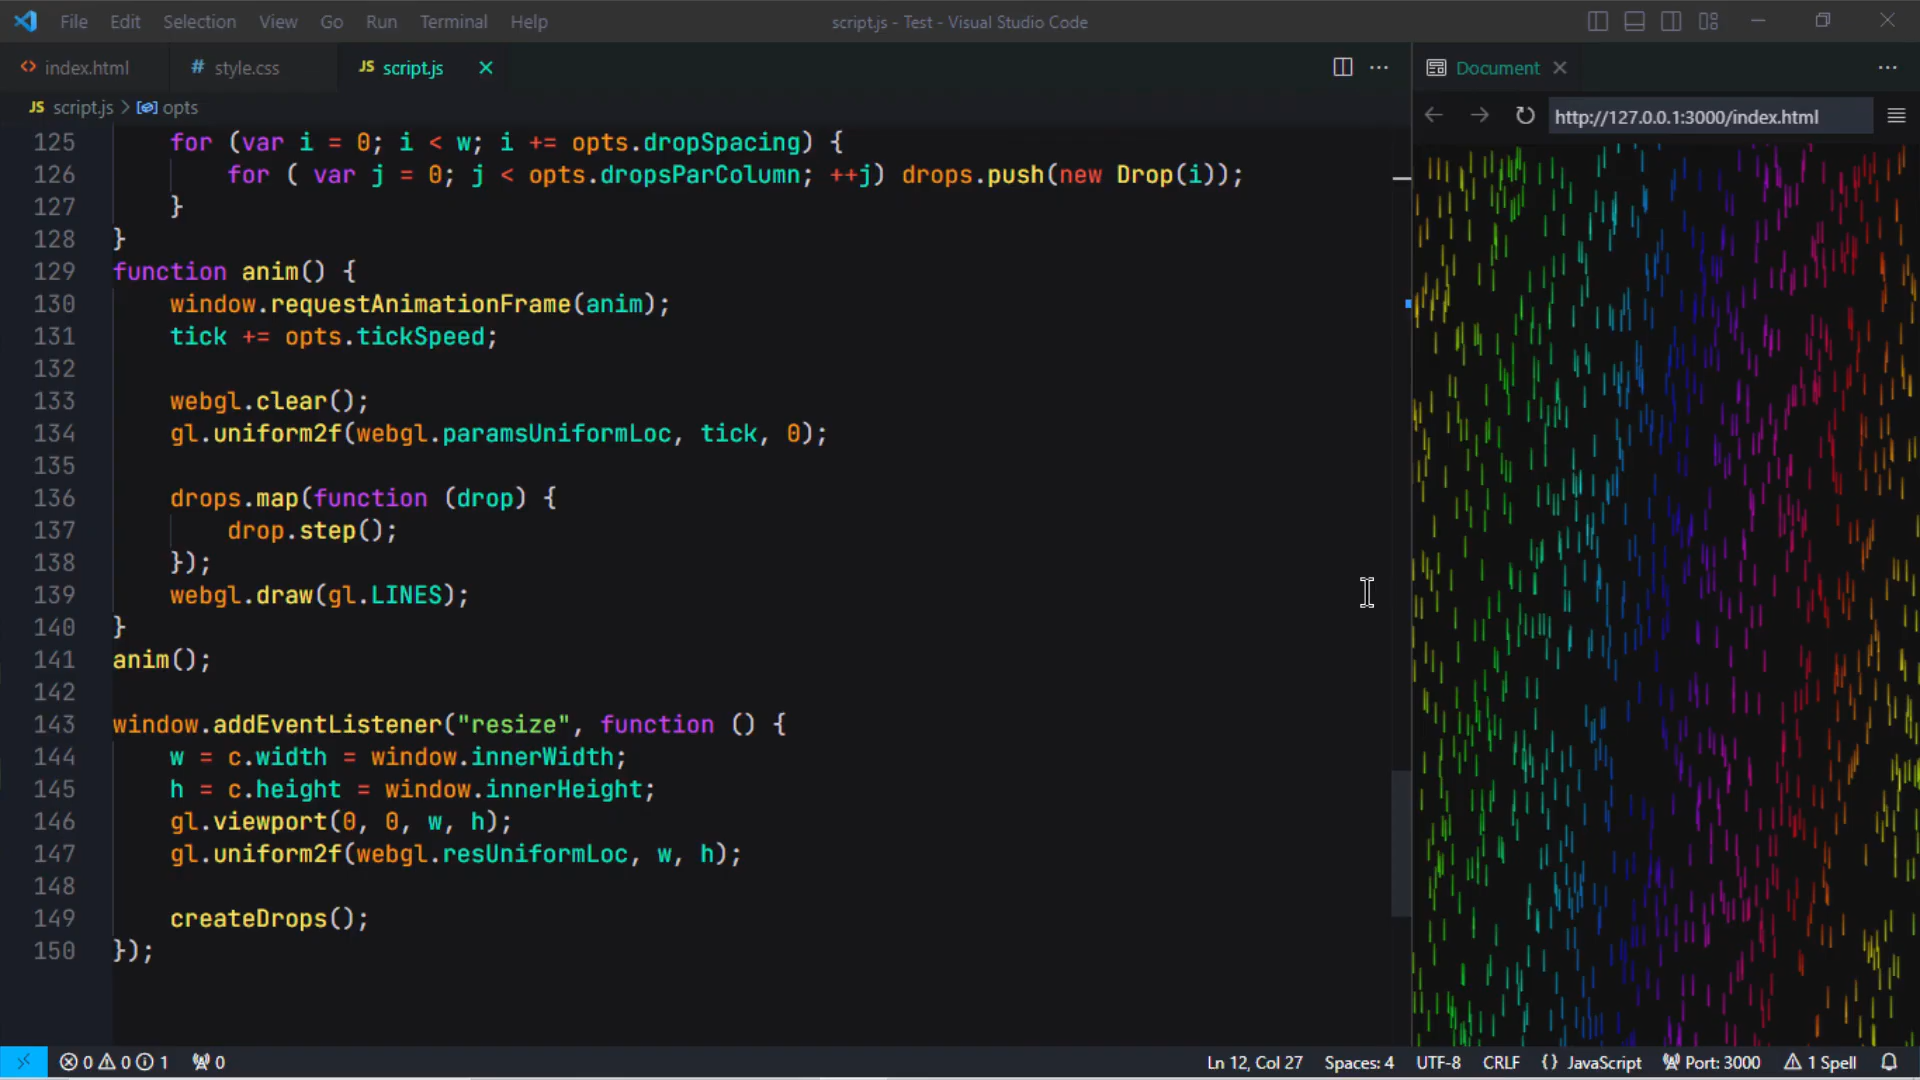 File Edit Selection View Go Run Terminal Help script.js - Test - Visual Studio Code
index.html # style.css JS script.js Document
JS script.js > opts http://127.0.0.1:3000/index.html
125 for (var i = 0; i < w; i += opts.dropSpacing) {
126 for ( var j = 0; j < opts.dropsParColumn; ++j) drops.push(new Drop(i));
127 }
128 }
129 function anim() {
130 window.requestAnimationFrame(anim);
131 tick += opts.tickSpeed;
132
133 webgl.clear();
134 gl.uniform2f(webgl.paramsUniformLoc, tick, 0);
135
136 drops.map(function (drop) {
137 drop.step();
138 });
139 webgl.draw(gl.LINES);
140 }
141 anim();
142
143 window.addEventListener("resize", function () {
144 w = c.width = window.innerWidth;
145 h = c.height = window.innerHeight;
146 gl.viewport(0, 0, w, h);
147 gl.uniform2f(webgl.resUniformLoc, w, h);
148
149 createDrops();
150 });
0 0 1 0 Ln 12, Col 27 Spaces: 4 UTF-8 CRLF {} JavaScript Port: 3000 1 Spell